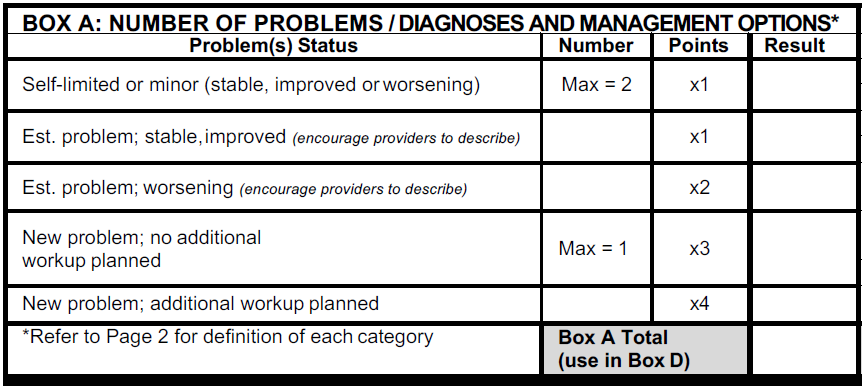 BOX A: NUMBER OF PROBLEMS / DIAGNOSES AND MANAGEMENT OPTIONS*
Problem(s) Status Number Points Result
Self-limited or minor (stable, improved or worsening) Max = 2 x1
Est. problem; stable, improved (encourage providers to describe) x1
Est. problem; worsening (encourage providers to describe) x2
New problem; no additional
workup planned Max = 1 x3
New problem; additional workup planned x4
*Refer to Page 2 for definition of each category Box A Total
(use in Box D)